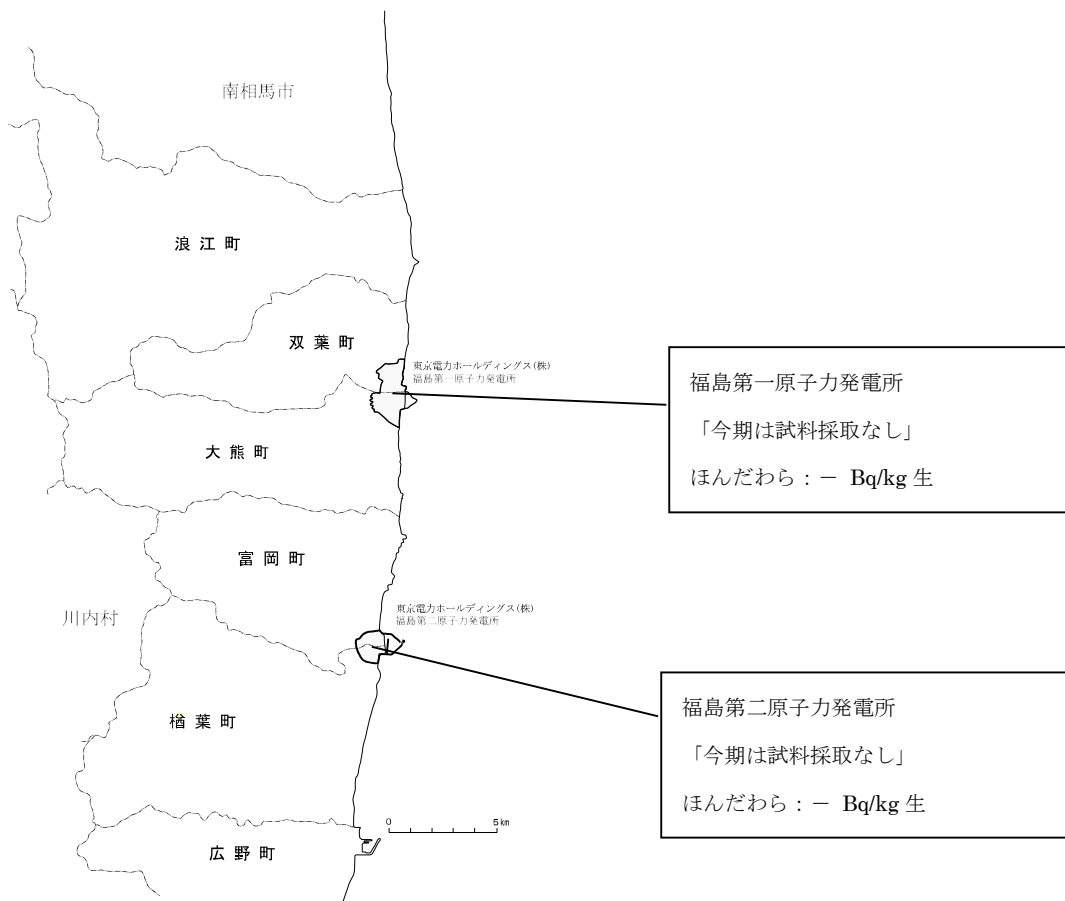 南相馬市
浪江町
双葉町
東京電力ホールディングス(株)
福島第一原子力発電所
福島第一原子力発電所
「今期は試料採取なし」
ほんだわら：－ Bq/kg 生
大熊町
富岡町
東京電力ホールディングス(株)
福島第二原子力発電所
川内村
福島第二原子力発電所
「今期は試料採取なし」
ほんだわら：－ Bq/kg 生
楢葉町
0 5km
広野町